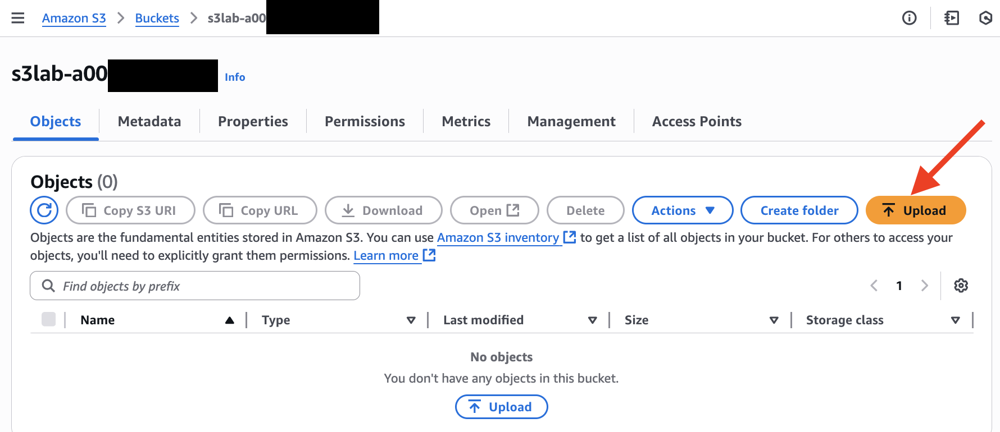 Amazon S3 > Buckets > s3lab-a00
s3lab-a00 Info
Objects Metadata Properties Permissions Metrics Management Access Points
Objects (0)
Copy S3 URI Copy URL Download Open Delete Actions Create folder Upload
Objects are the fundamental entities stored in Amazon S3. You can use Amazon S3 inventory to get a list of all objects in your bucket. For others to access your
objects, you'll need to explicitly grant them permissions. Learn more
Find objects by prefix
1
Name Type Last modified Size Storage class
No objects
You don't have any objects in this bucket.
Upload